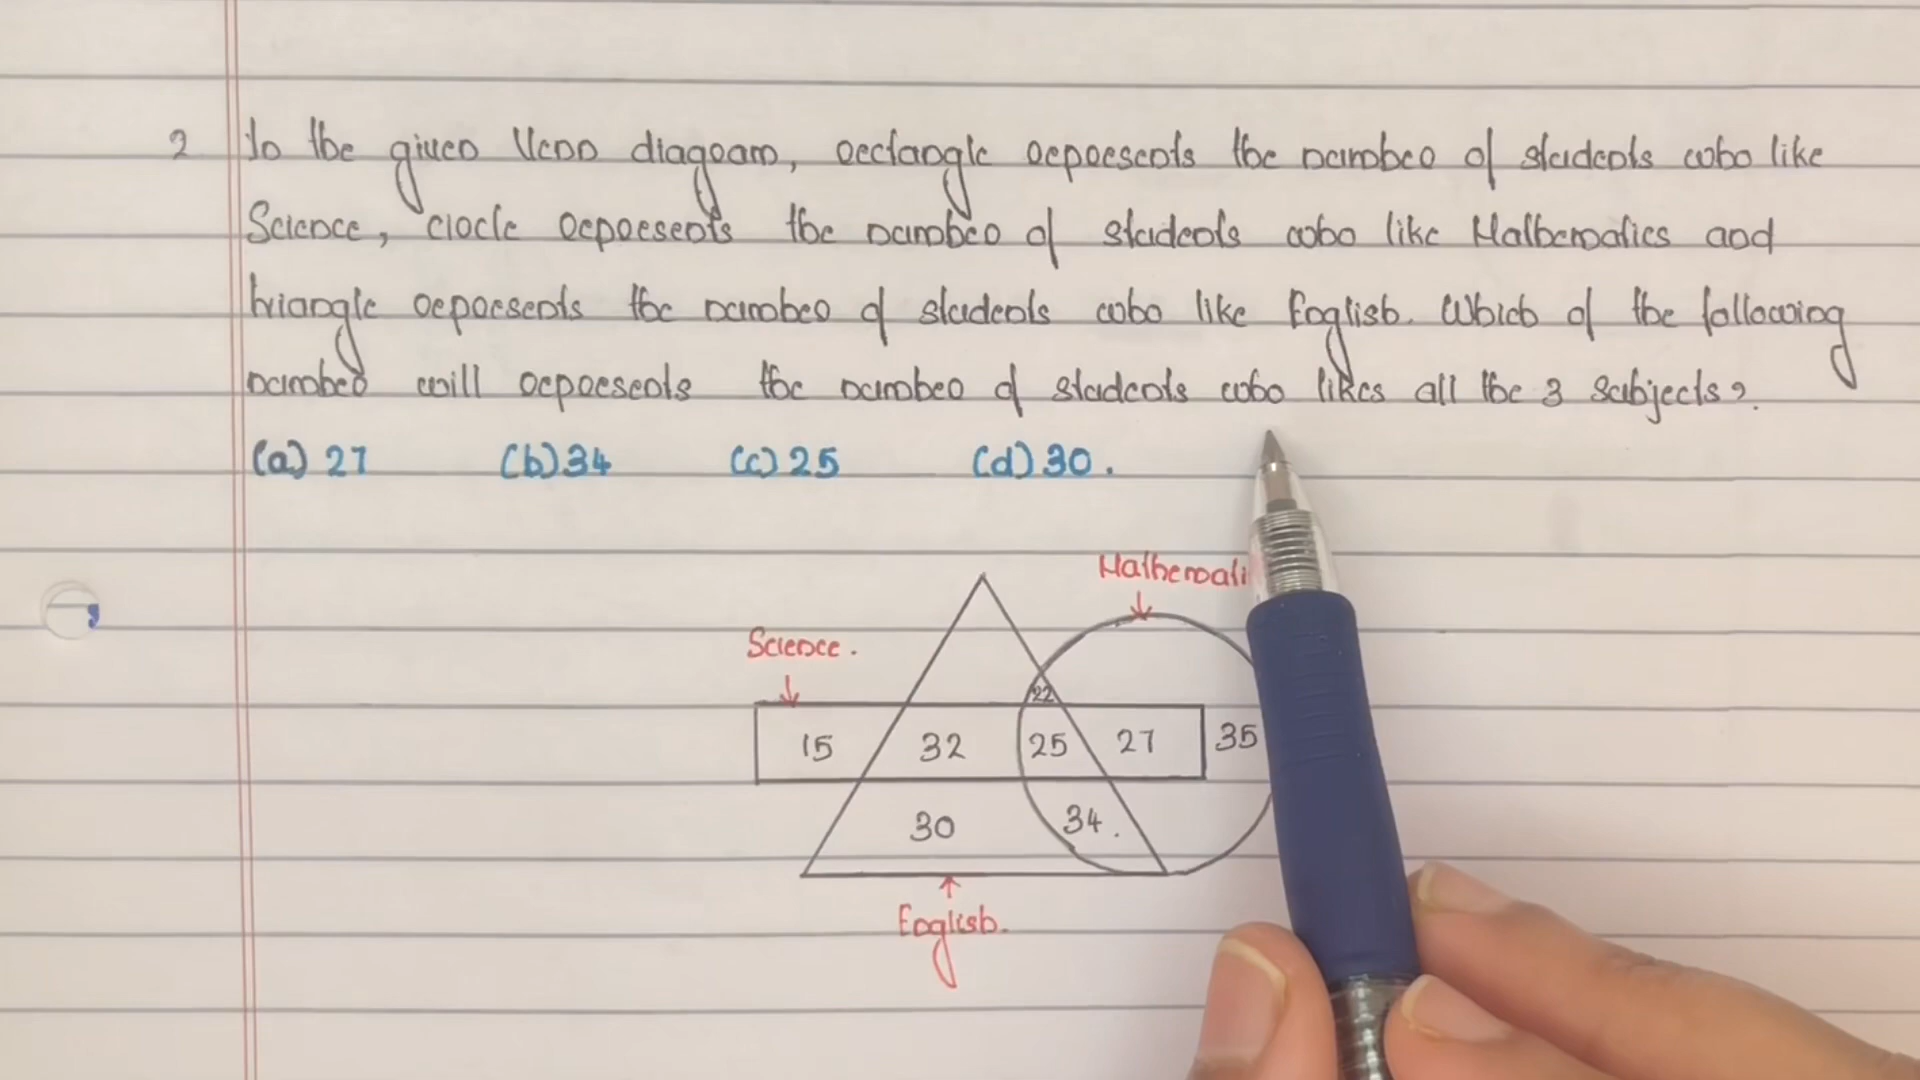 2 In the given Venn diagram, rectangle represents the number of students who like
Science, circle represents the number of students who like Mathematics and
triangle represents the number of students who like English. Which of the following
number will represents the number of students who likes all the 3 subjects?
(a) 27 (b) 34 (c) 25 (d) 30.
Mathemati
Science.
22
15 32 25 27 35
30 34.
English.